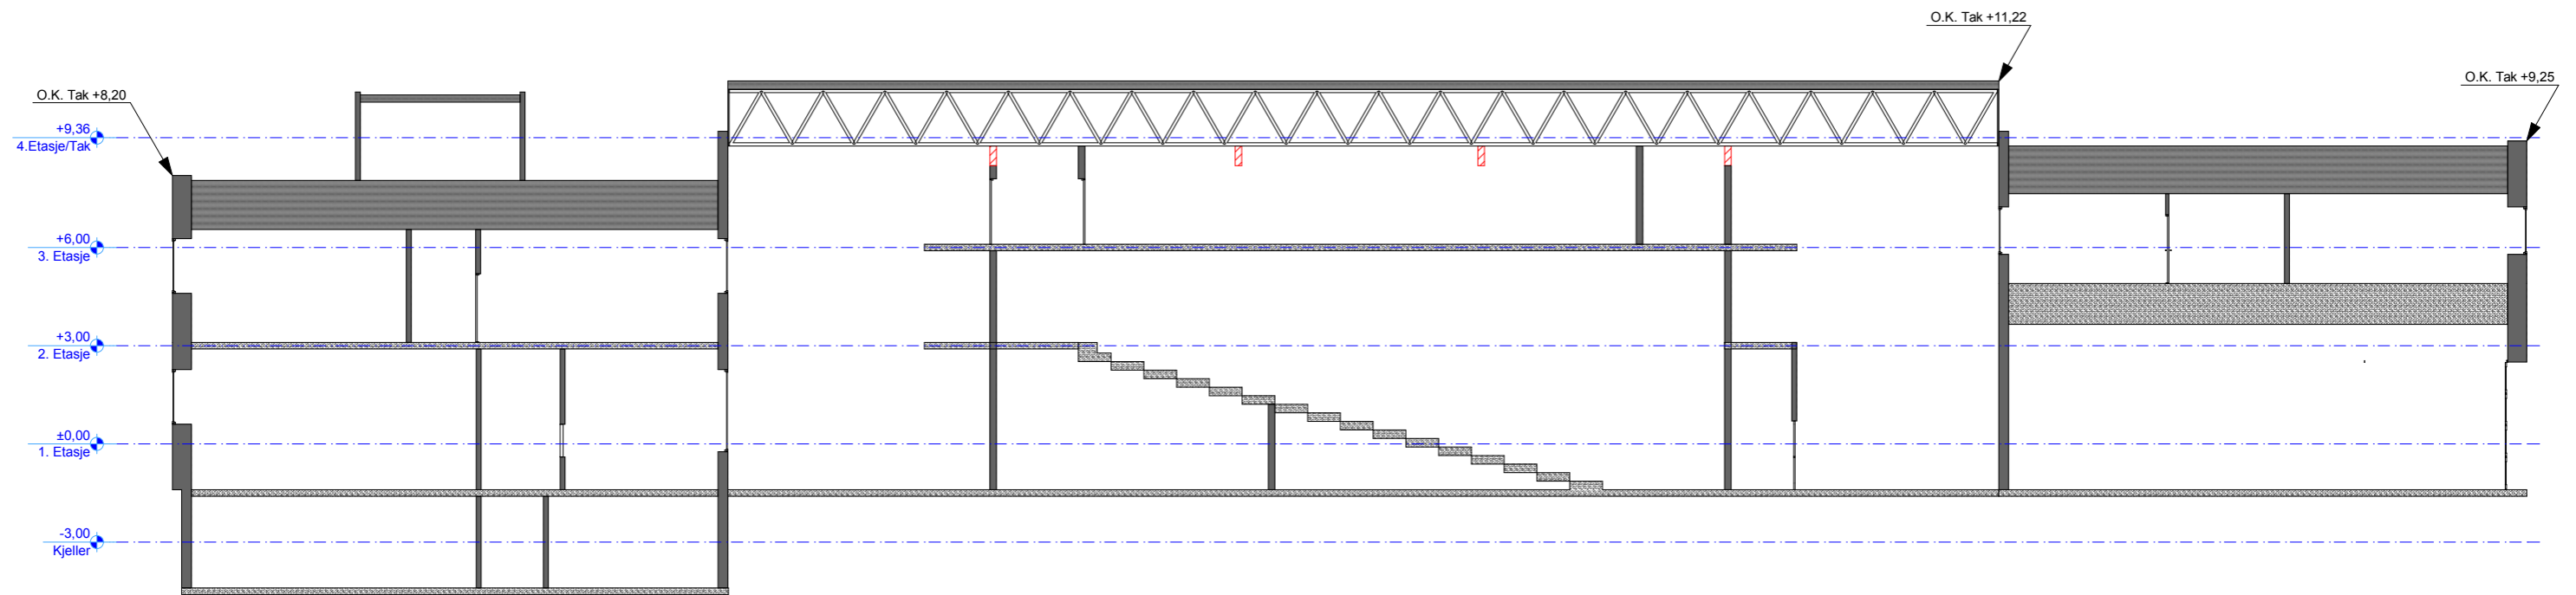 O.K. Tak +11,22
O.K. Tak +9,25
O.K. Tak +8,20
+9,36
4.Etasje/Tak
+6,00
3. Etasje
+3,00
2. Etasje
±0,00
1. Etasje
-3,00
Kjeller